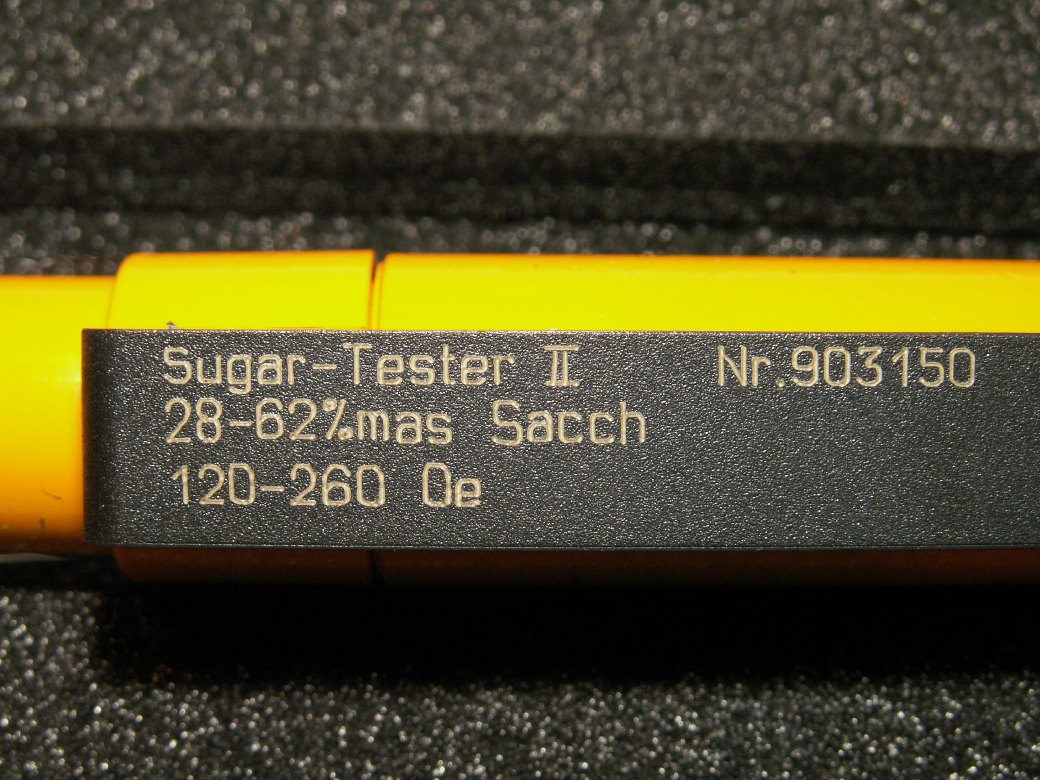 Sugar-Tester II Nr.903150
28-62%mas Sacch
120-260 Oe